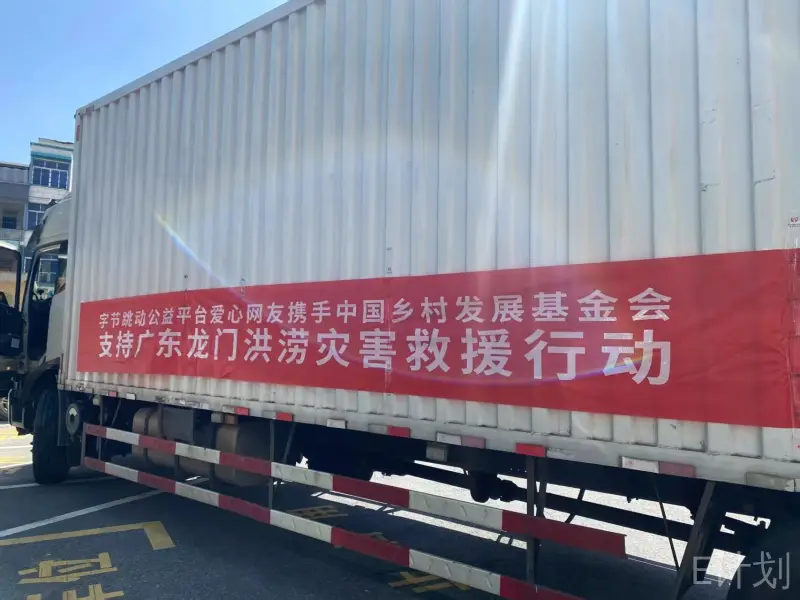 字节跳动公益平台爱心网友携手中国乡村发展基金会
支持广东龙门洪涝灾害救援行动
E计划